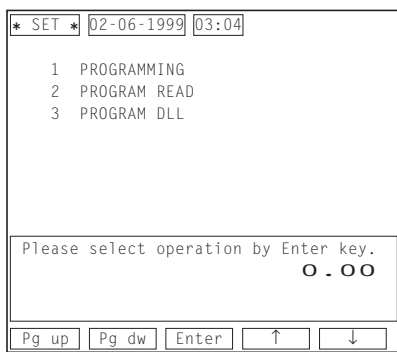 * SET * 02-06-1999 03:04
1 PROGRAMMING
2 PROGRAM READ
3 PROGRAM DLL
Please select operation by Enter key.
0.00
Pg up Pg dw Enter ↑ ↓